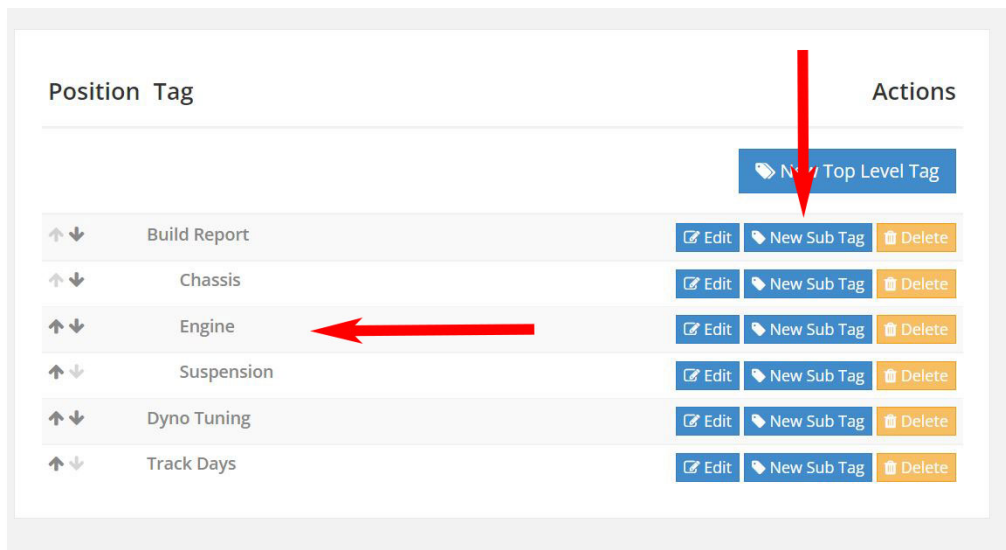 Position Tag Actions
New Top Level Tag
Build Report Edit New Sub Tag Delete
Chassis Edit New Sub Tag Delete
Engine Edit New Sub Tag Delete
Suspension Edit New Sub Tag Delete
Dyno Tuning Edit New Sub Tag Delete
Track Days Edit New Sub Tag Delete